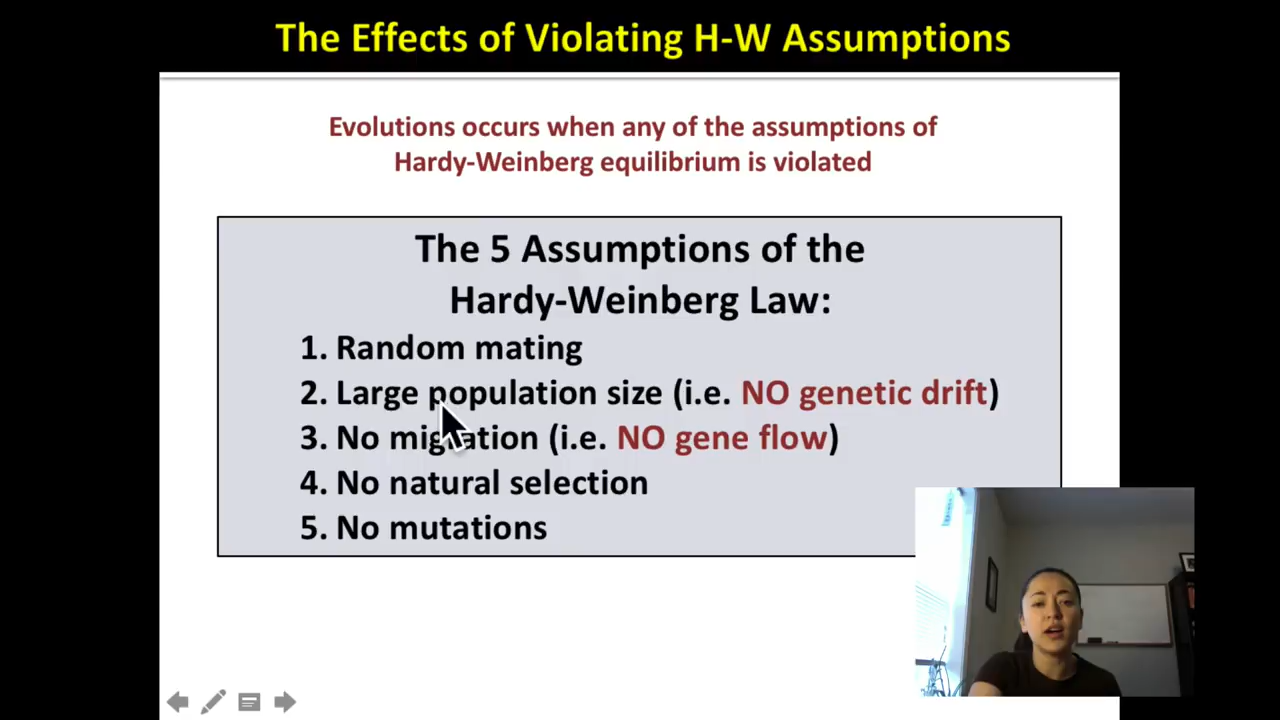 The Effects of Violating H-W Assumptions
Evolutions occurs when any of the assumptions of
Hardy-Weinberg equilibrium is violated
The 5 Assumptions of the
Hardy-Weinberg Law:
1. Random mating
2. Large population size (i.e. NO genetic drift)
3. No migration (i.e. NO gene flow)
4. No natural selection
5. No mutations